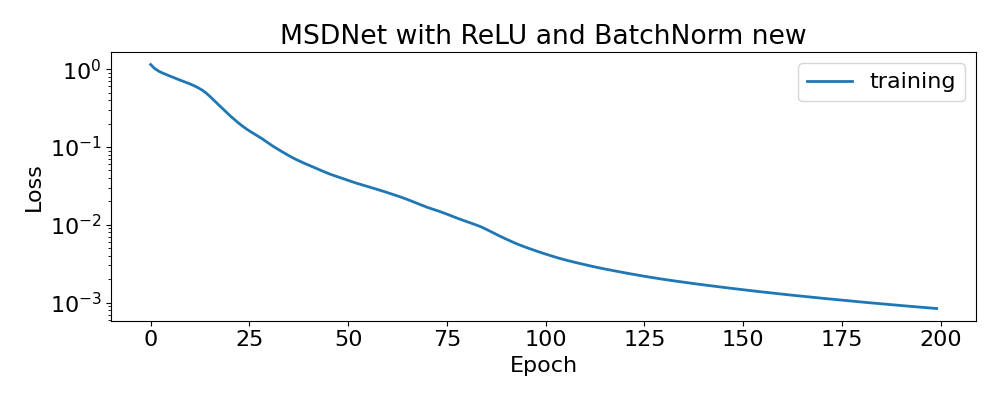 MSDNet with ReLU and BatchNorm new
training
Loss
10⁰
10⁻¹
10⁻²
10⁻³
0 25 50 75 100 125 150 175 200
Epoch